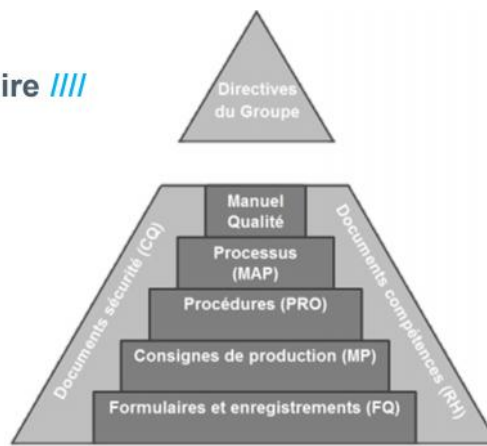 ire ////
Directives
du Groupe
Manuel
Qualité
Processus
(MAP)
Procédures (PRO)
Consignes de production (MP)
Formulaires et enregistrements (FQ)
Documents sécurité (CQ)
Documents compétences (RH)